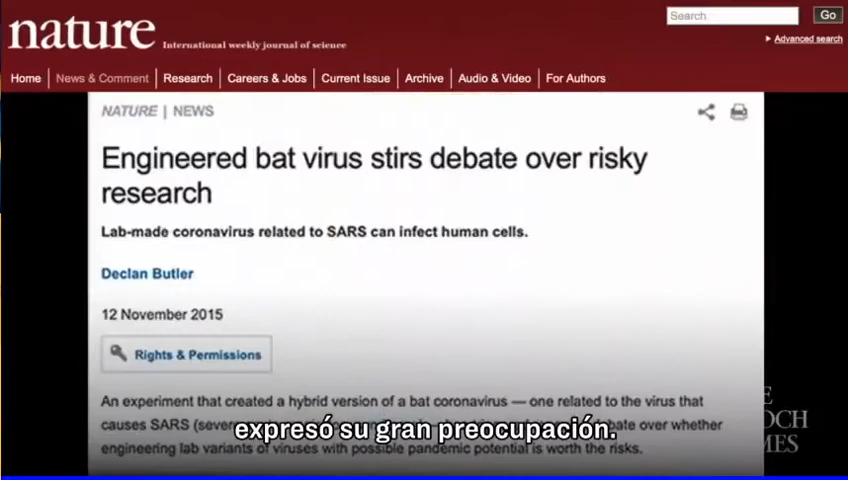 nature International weekly journal of science
Search Go
Advanced search
Home News & Comment Research Careers & Jobs Current Issue Archive Audio & Video For Authors
NATURE | NEWS
Engineered bat virus stirs debate over risky
research
Lab-made coronavirus related to SARS can infect human cells.
Declan Butler
12 November 2015
Rights & Permissions
An experiment that created a hybrid version of a bat coronavirus — one related to the virus that
causes SARS (severe debate over whether
expresó su gran preocupación.
engineering lab variants of viruses with possible pandemic potential is worth the risks.